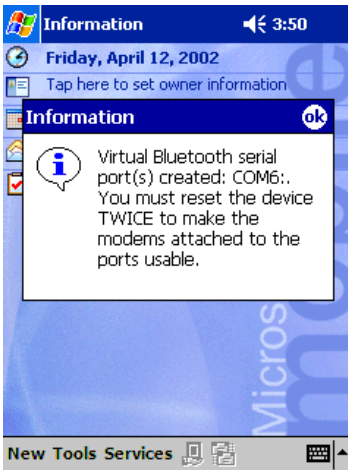 Information 3:50
Friday, April 12, 2002
Tap here to set owner information
Information ok
Virtual Bluetooth serial
port(s) created: COM6:.
You must reset the device
TWICE to make the
modems attached to the
ports usable.
Micros
mobile
New Tools Services